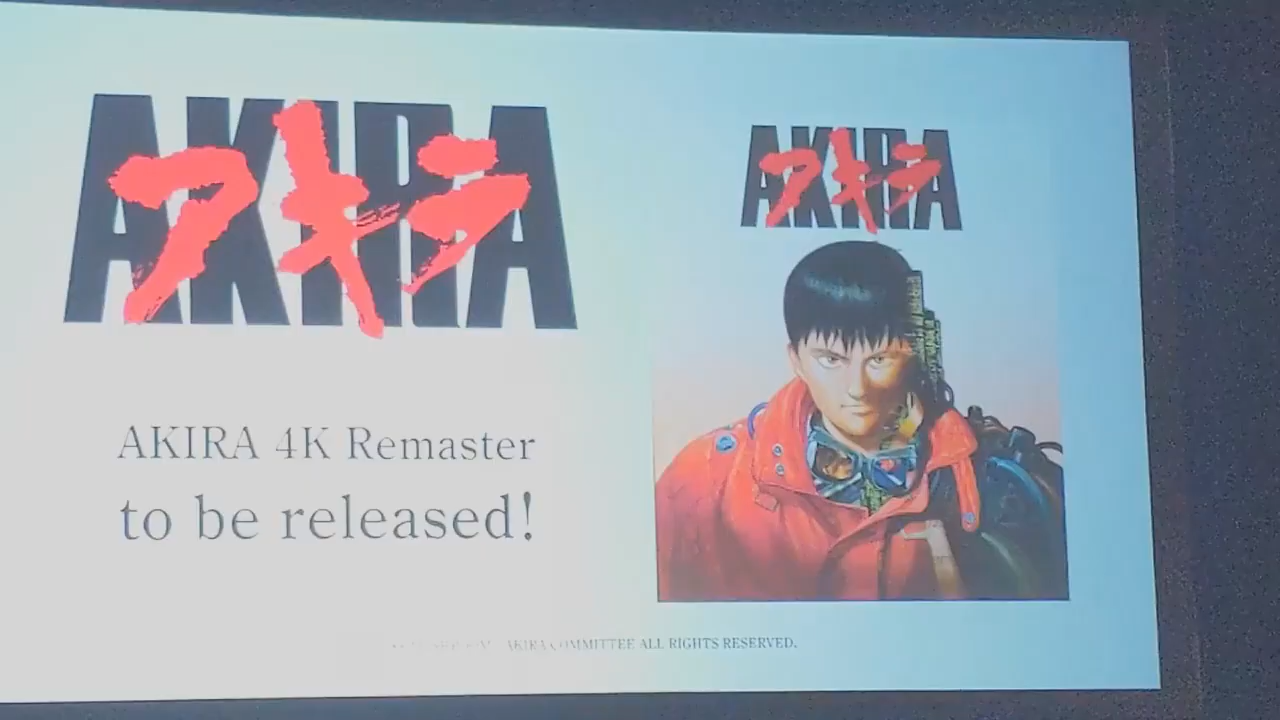 AKIRA
アキラ
AKIRA 4K Remaster
to be released!
AKIRA
アキラ
AKIRA COMMITTEE ALL RIGHTS RESERVED.